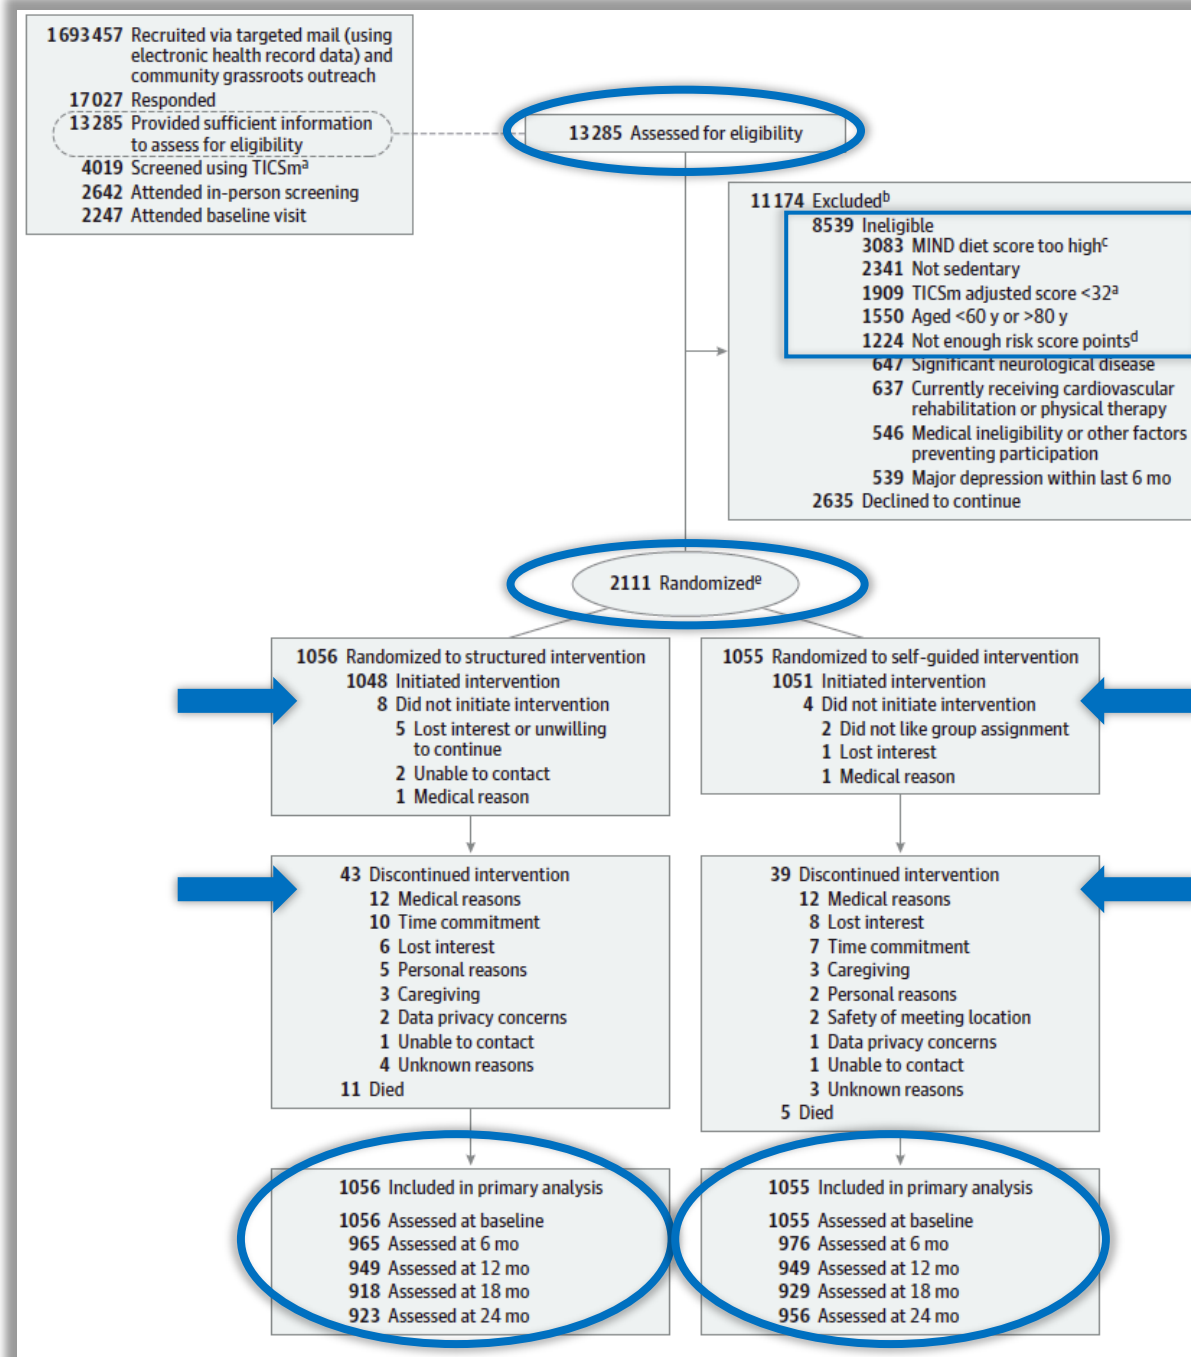 1693457 Recruited via targeted mail (using
electronic health record data) and
community grassroots outreach
17027 Responded
13285 Provided sufficient information
to assess for eligibility
4019 Screened using TICSmᵃ
2642 Attended in-person screening
2247 Attended baseline visit
13285 Assessed for eligibility
11174 Excludedᵇ
8539 Ineligible
3083 MIND diet score too highᶜ
2341 Not sedentary
1909 TICSm adjusted score <32ᵃ
1550 Aged <60 y or >80 y
1224 Not enough risk score pointsᵈ
647 Significant neurological disease
637 Currently receiving cardiovascular
rehabilitation or physical therapy
546 Medical ineligibility or other factors
preventing participation
539 Major depression within last 6 mo
2635 Declined to continue
2111 Randomizedᵉ
1056 Randomized to structured intervention
1048 Initiated intervention
8 Did not initiate intervention
5 Lost interest or unwilling
to continue
2 Unable to contact
1 Medical reason
1055 Randomized to self-guided intervention
1051 Initiated intervention
4 Did not initiate intervention
2 Did not like group assignment
1 Lost interest
1 Medical reason
43 Discontinued intervention
12 Medical reasons
10 Time commitment
6 Lost interest
5 Personal reasons
3 Caregiving
2 Data privacy concerns
1 Unable to contact
4 Unknown reasons
11 Died
39 Discontinued intervention
12 Medical reasons
8 Lost interest
7 Time commitment
3 Caregiving
2 Personal reasons
2 Safety of meeting location
1 Data privacy concerns
1 Unable to contact
3 Unknown reasons
5 Died
1056 Included in primary analysis
1056 Assessed at baseline
965 Assessed at 6 mo
949 Assessed at 12 mo
918 Assessed at 18 mo
923 Assessed at 24 mo
1055 Included in primary analysis
1055 Assessed at baseline
976 Assessed at 6 mo
949 Assessed at 12 mo
929 Assessed at 18 mo
956 Assessed at 24 mo